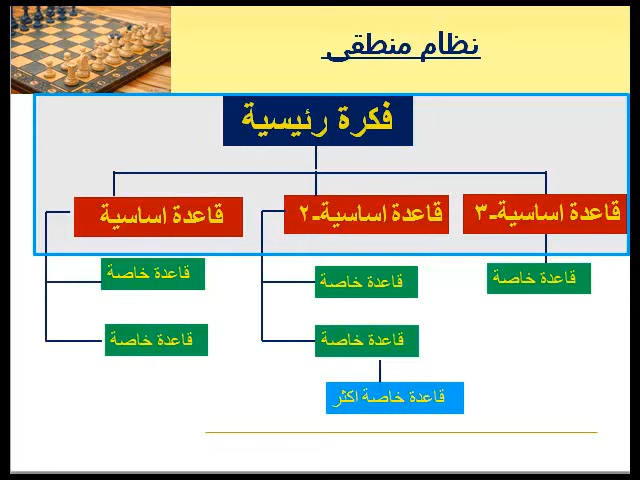 نظام منطقى
فكرة رئيسية
قاعدة اساسية-٣
قاعدة اساسية-٢
قاعدة اساسية
قاعدة خاصة
قاعدة خاصة
قاعدة خاصة
قاعدة خاصة
قاعدة خاصة
قاعدة خاصة اكثر